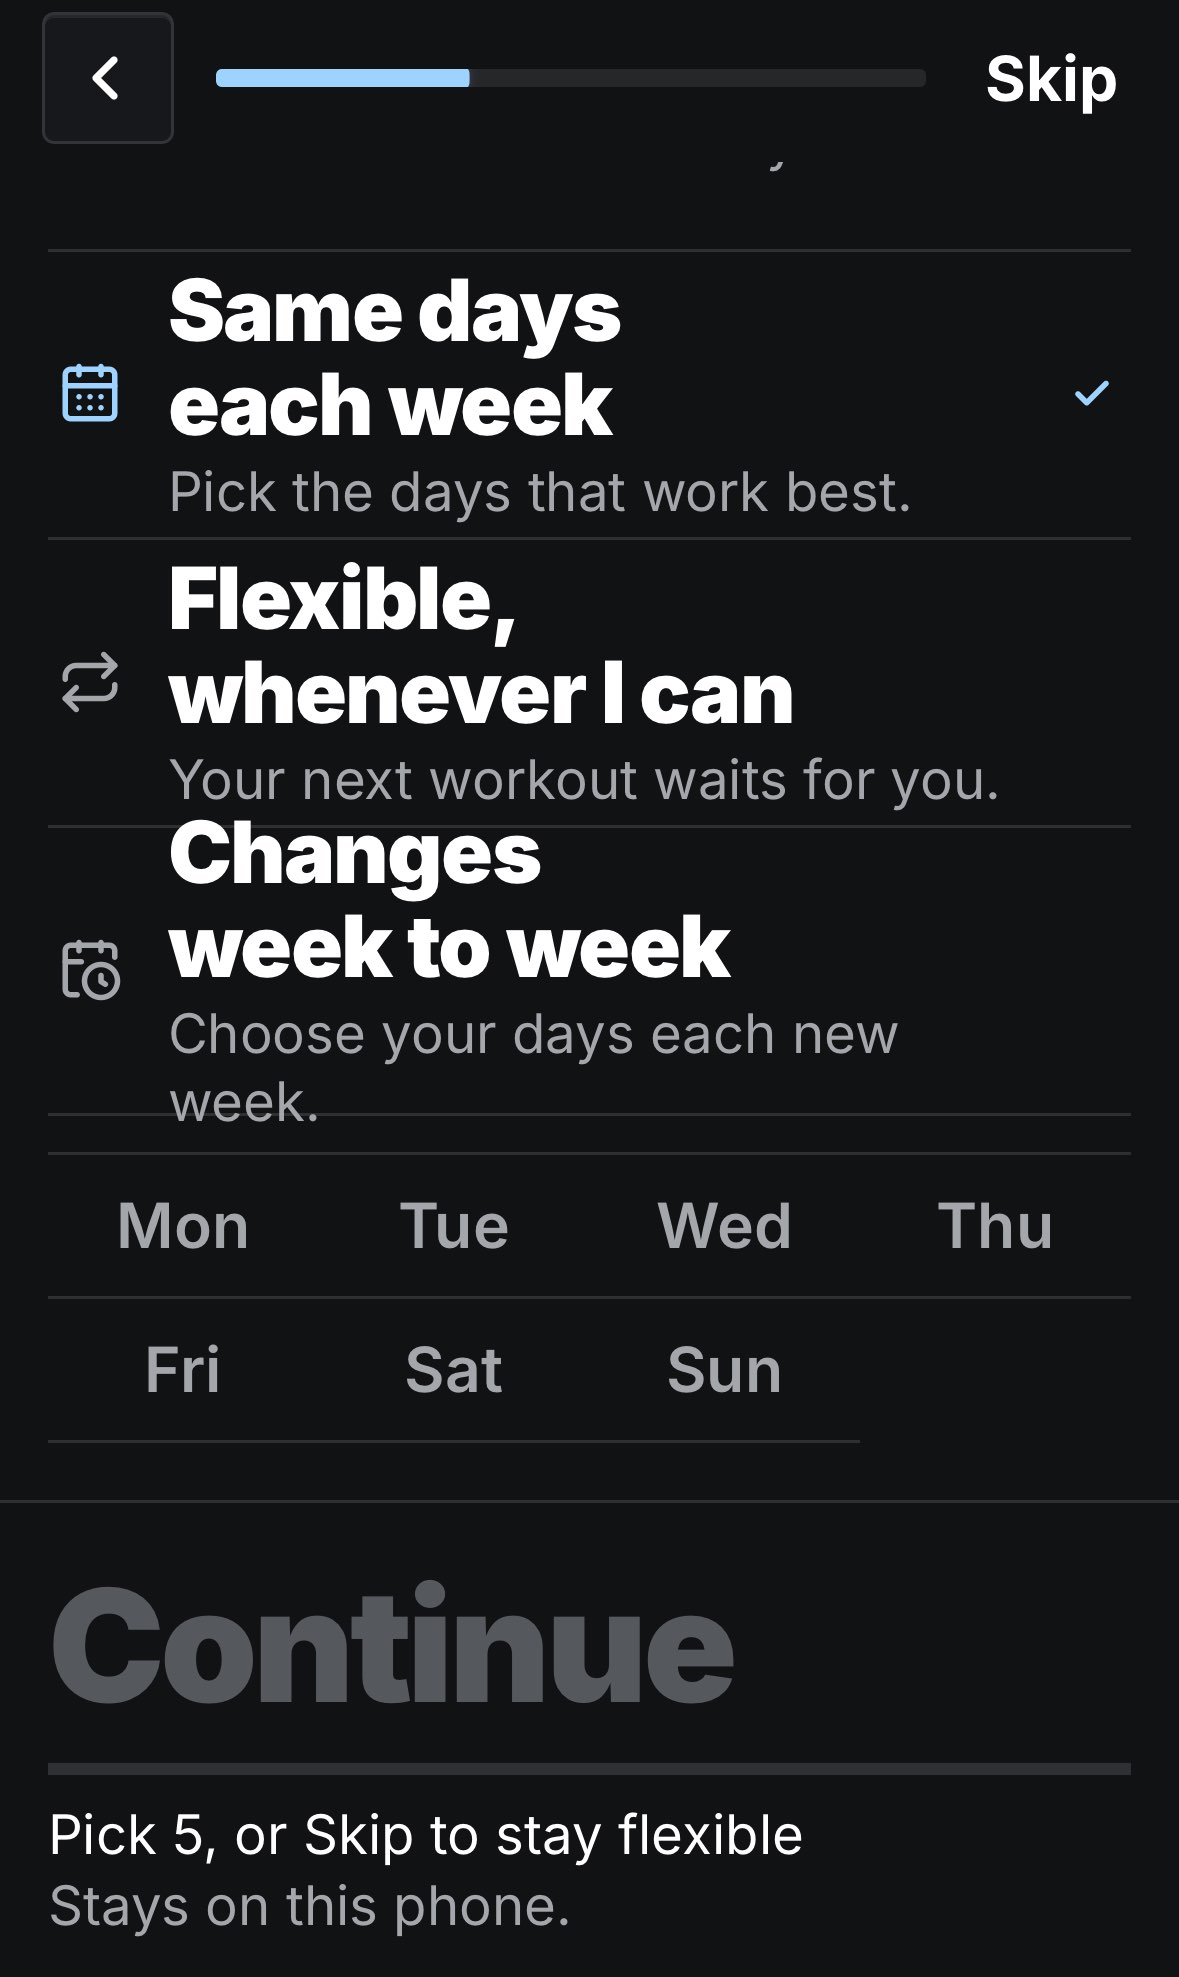 Skip
Same days
each week
Pick the days that work best.
Flexible,
whenever I can
Your next workout waits for you.
Changes
week to week
Choose your days each new
week.
Mon Tue Wed Thu
Fri Sat Sun
Continue
Pick 5, or Skip to stay flexible
Stays on this phone.